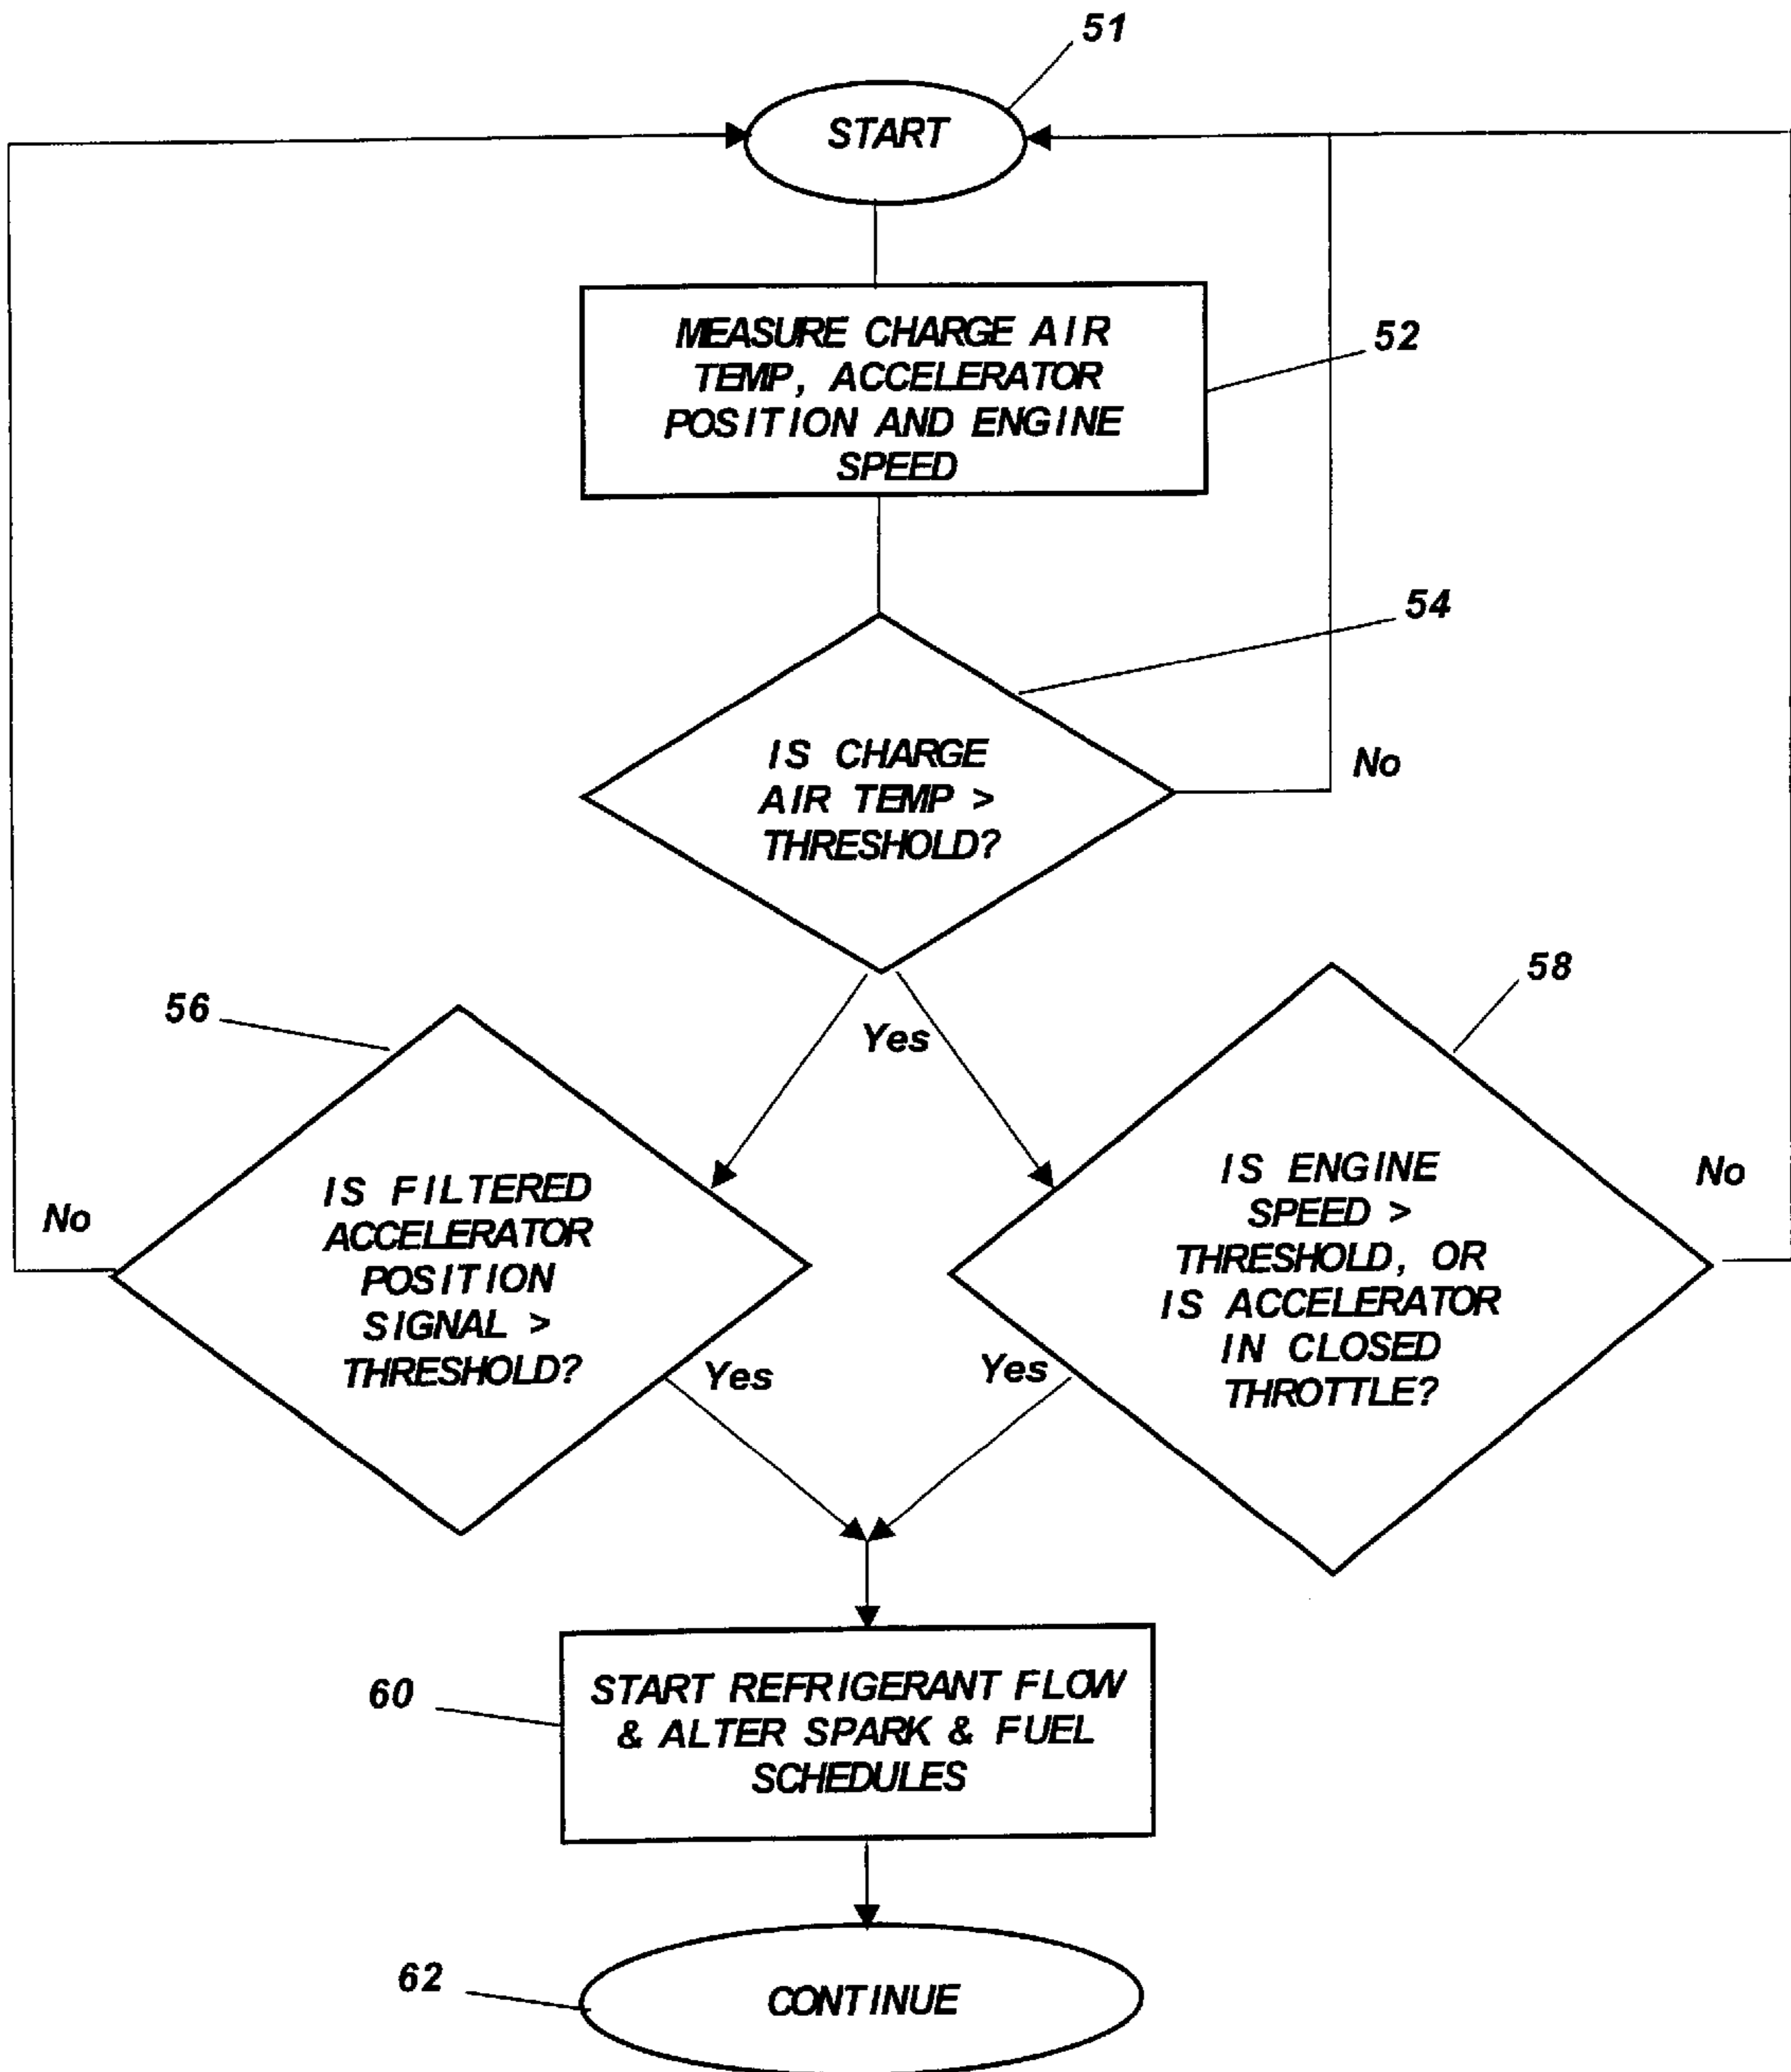 51
START
MEASURE CHARGE AIR
TEMP, ACCELERATOR
POSITION AND ENGINE
SPEED
52
54
IS CHARGE
AIR TEMP >
THRESHOLD?
No
Yes
56
58
IS FILTERED
ACCELERATOR
POSITION
SIGNAL >
THRESHOLD?
No
Yes
IS ENGINE
SPEED >
THRESHOLD, OR
IS ACCELERATOR
IN CLOSED
THROTTLE?
No
Yes
60
START REFRIGERANT FLOW
& ALTER SPARK & FUEL
SCHEDULES
62
CONTINUE